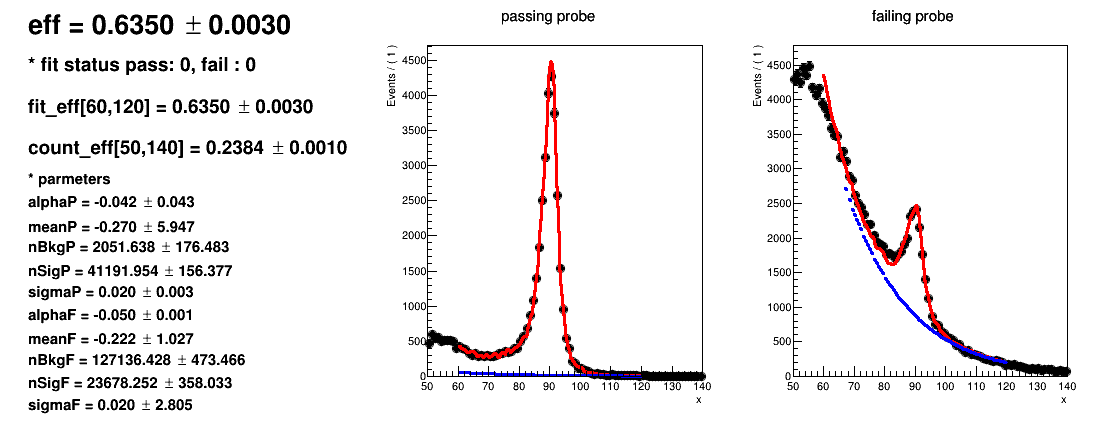 eff = 0.6350 ± 0.0030
* fit status pass: 0, fail : 0
fit_eff[60,120] = 0.6350 ± 0.0030
count_eff[50,140] = 0.2384 ± 0.0010
* parmeters
alphaP = -0.042 ± 0.043
meanP = -0.270 ± 5.947
nBkgP = 2051.638 ± 176.483
nSigP = 41191.954 ± 156.377
sigmaP = 0.020 ± 0.003
alphaF = -0.050 ± 0.001
meanF = -0.222 ± 1.027
nBkgF = 127136.428 ± 473.466
nSigF = 23678.252 ± 358.033
sigmaF = 0.020 ± 2.805
passing probe
Events / ( 1 )
4500
4000
3500
3000
2500
2000
1500
1000
500
0
50 60 70 80 90 100 110 120 130 140
x
failing probe
Events / ( 1 )
4500
4000
3500
3000
2500
2000
1500
1000
500
0
50 60 70 80 90 100 110 120 130 140
x